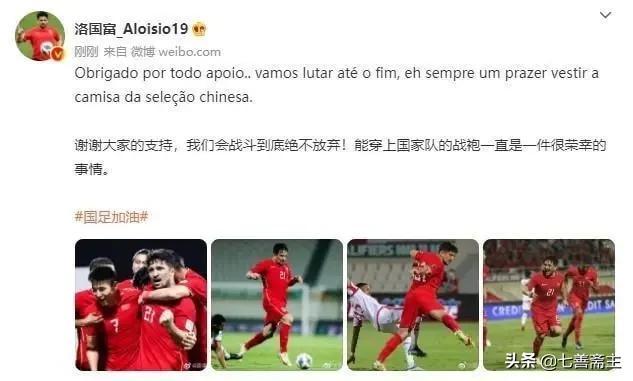 洛国富_Aloisio19
刚刚 来自 微博 weibo.com
Obrigado por todo apoio.. vamos lutar até o fim, eh sempre um prazer vestir a
camisa da seleção chinesa.
谢谢大家的支持，我们会战斗到底绝不放弃！能穿上国家队的战袍一直是一件很荣幸的
事情。
#国足加油#
7
21
21
21
头条 @七善斋主